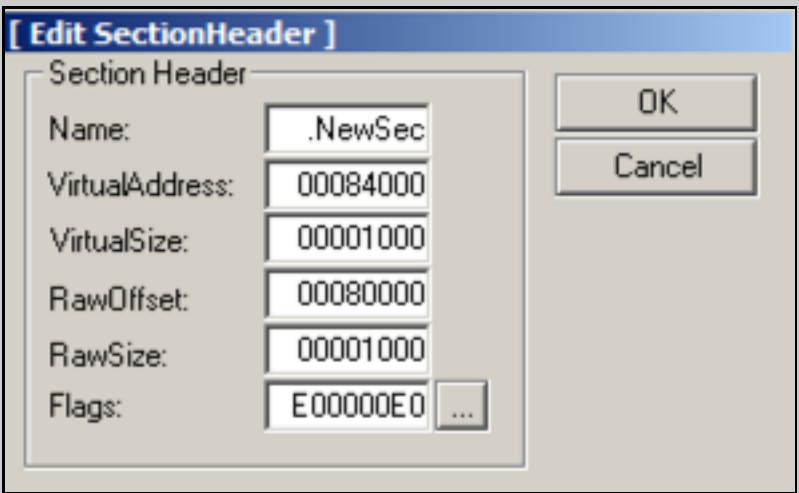 [ Edit SectionHeader ]
Section Header
Name: .NewSec
VirtualAddress: 00084000
VirtualSize: 00001000
RawOffset: 00080000
RawSize: 00001000
Flags: E00000E0 ...
OK
Cancel